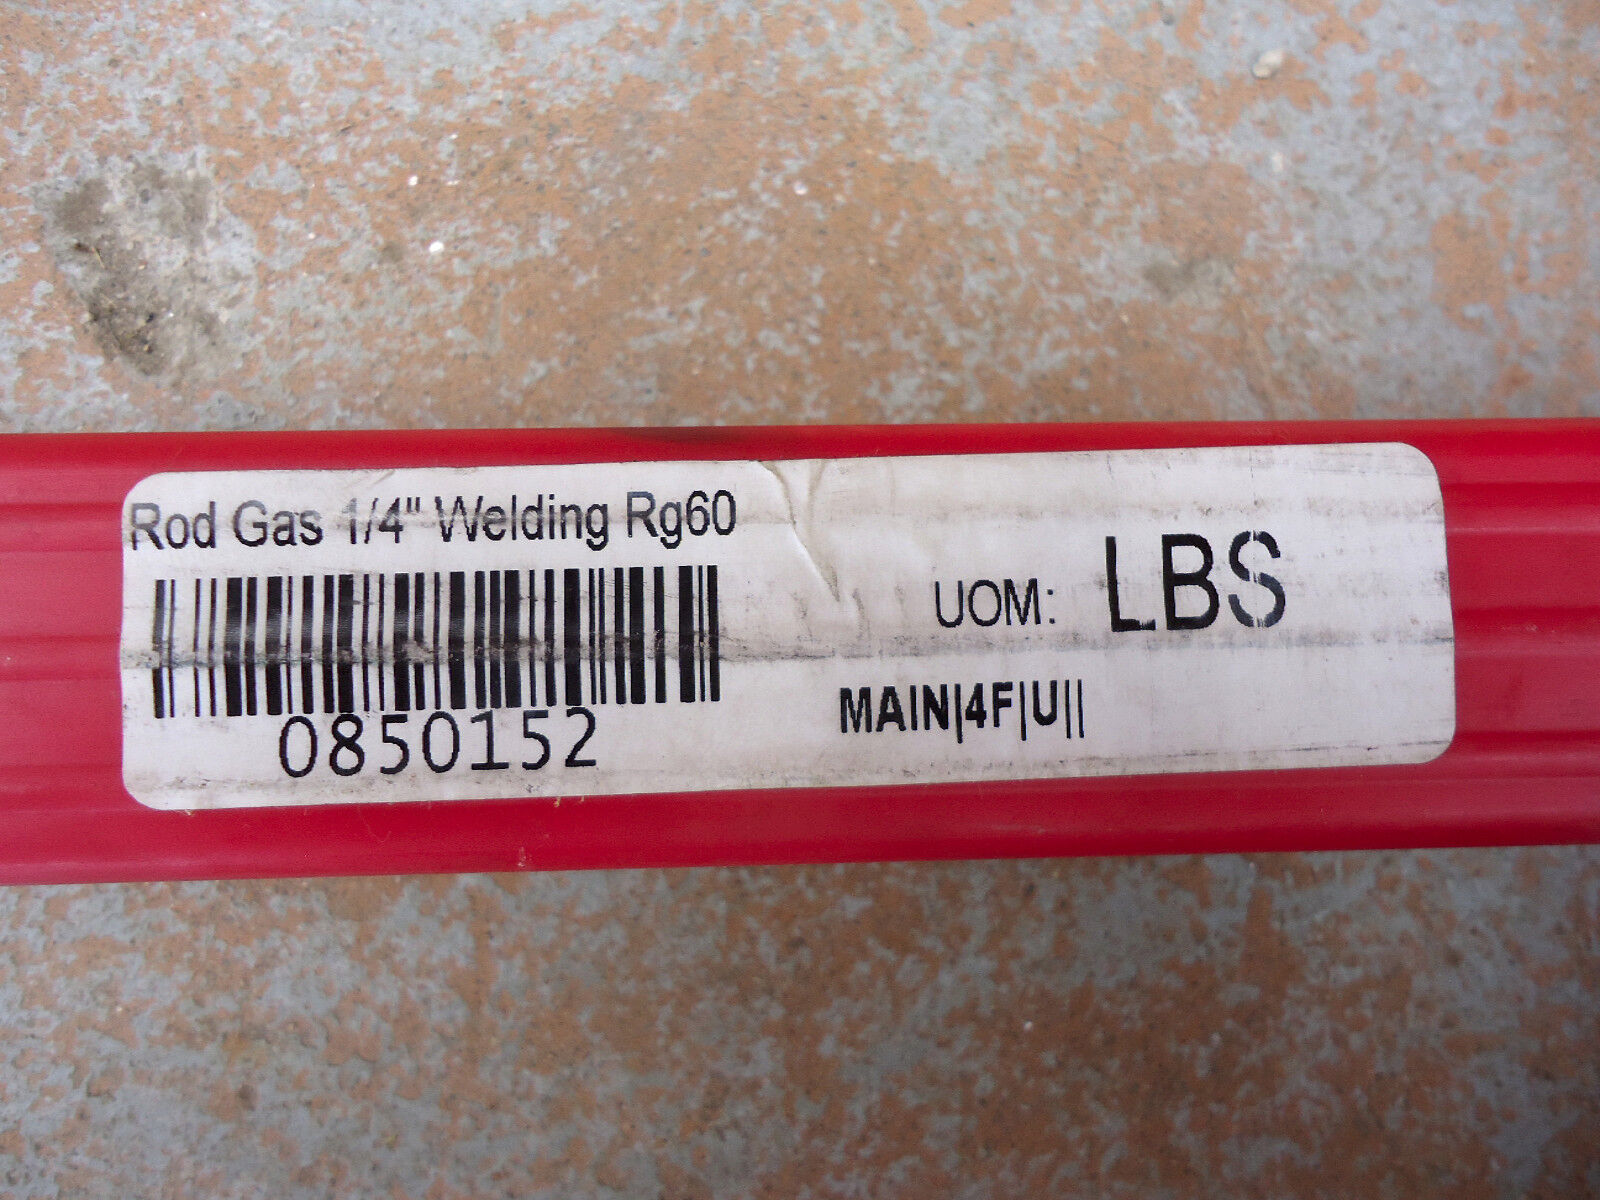 Rod Gas 1/4" Welding Rg60
0850152
UOM: LBS
MAIN|4F|U||